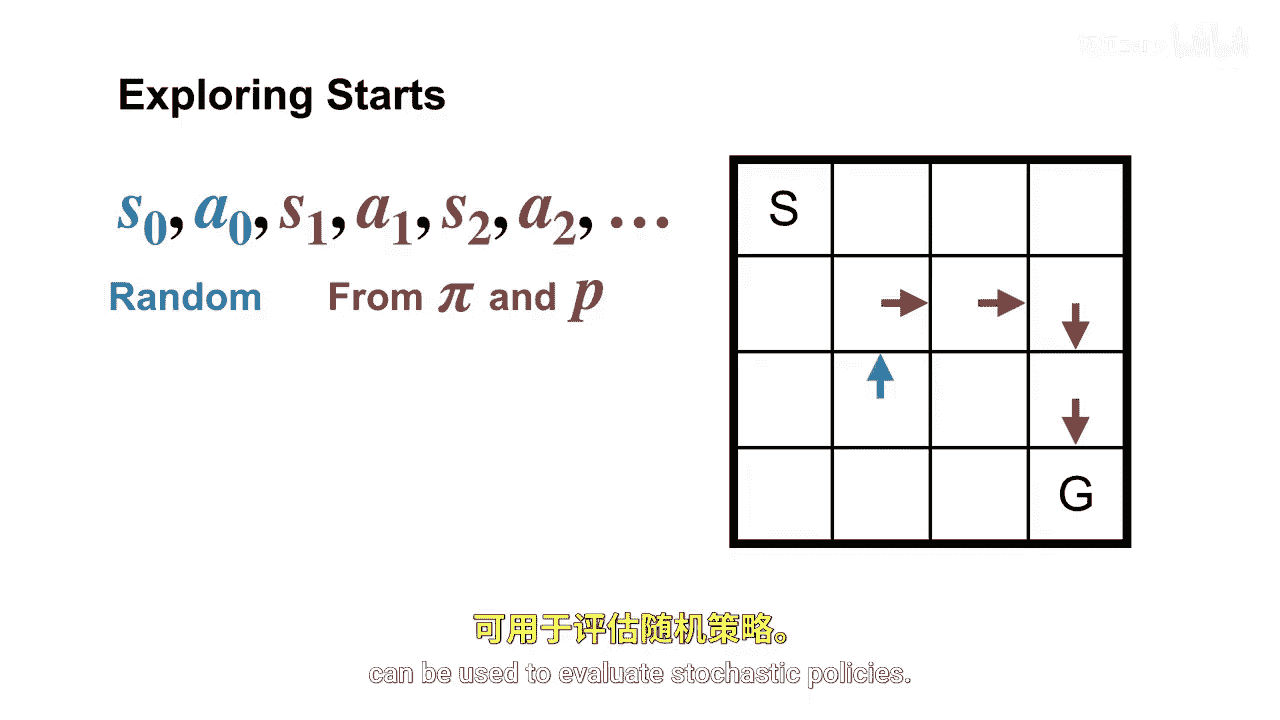 Exploring Starts
s₀, a₀, s₁, a₁, s₂, a₂, …
Random From π and p
S
G
可用于评估随机策略。
can be used to evaluate stochastic policies.